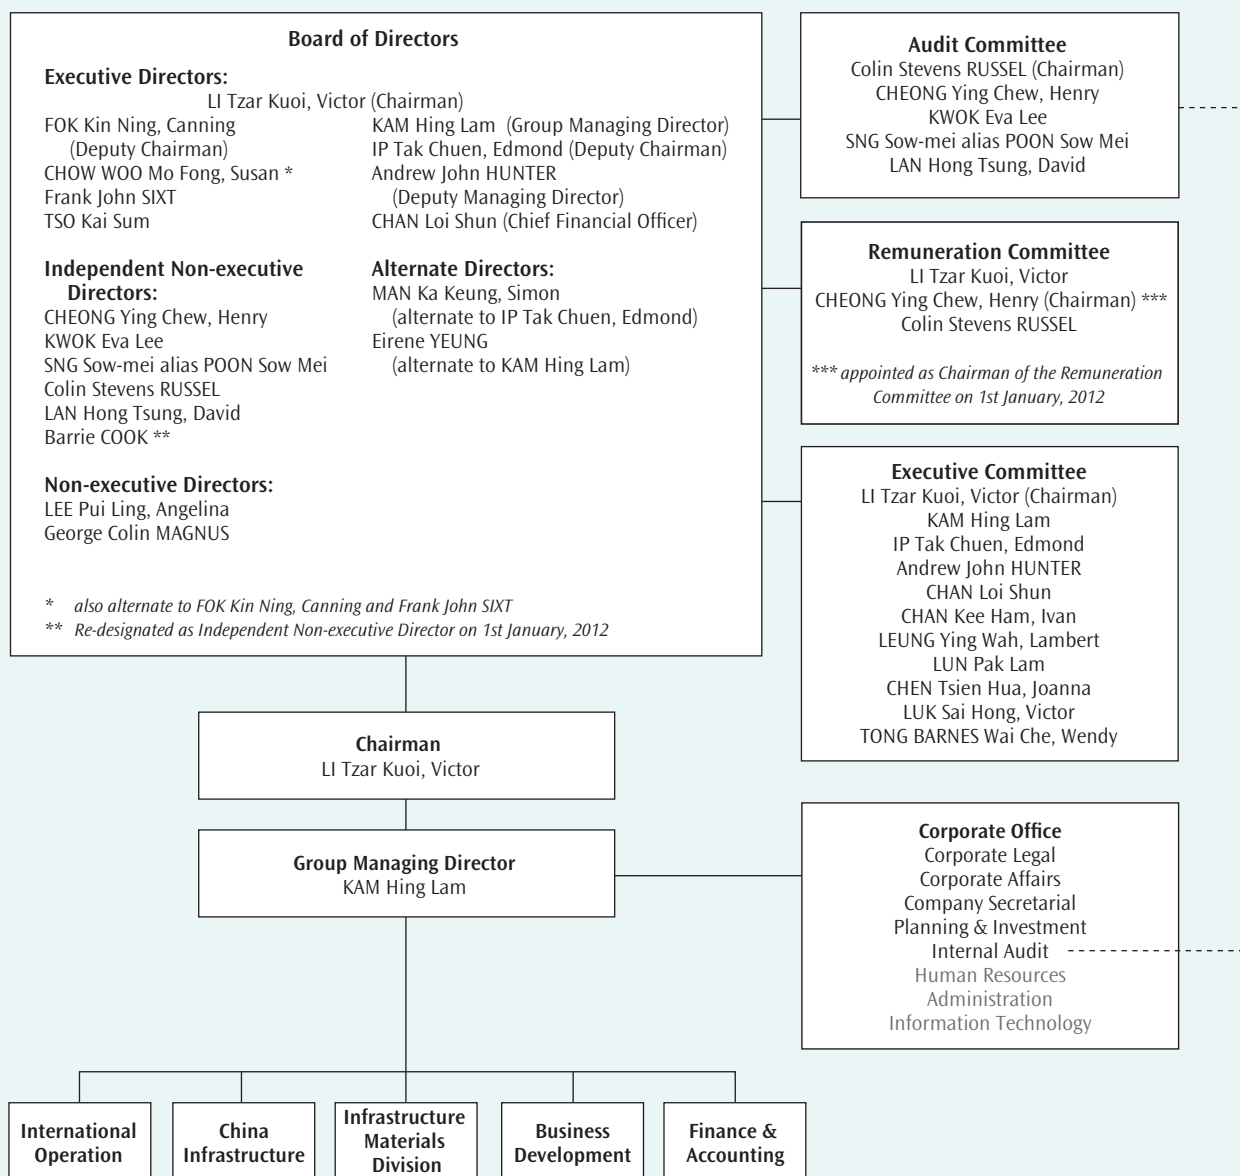 Board of Directors
Executive Directors:
LI Tzar Kuoi, Victor (Chairman)
FOK Kin Ning, Canning
(Deputy Chairman)
CHOW WOO Mo Fong, Susan *
Frank John SIXT
TSO Kai Sum
KAM Hing Lam (Group Managing Director)
IP Tak Chuen, Edmond (Deputy Chairman)
Andrew John HUNTER
(Deputy Managing Director)
CHAN Loi Shun (Chief Financial Officer)
Independent Non-executive
Directors:
CHEONG Ying Chew, Henry
KWOK Eva Lee
SNG Sow-mei alias POON Sow Mei
Colin Stevens RUSSEL
LAN Hong Tsung, David
Barrie COOK **
Alternate Directors:
MAN Ka Keung, Simon
(alternate to IP Tak Chuen, Edmond)
Eirene YEUNG
(alternate to KAM Hing Lam)
Non-executive Directors:
LEE Pui Ling, Angelina
George Colin MAGNUS
* also alternate to FOK Kin Ning, Canning and Frank John SIXT
** Re-designated as Independent Non-executive Director on 1st January, 2012
Audit Committee
Colin Stevens RUSSEL (Chairman)
CHEONG Ying Chew, Henry
KWOK Eva Lee
SNG Sow-mei alias POON Sow Mei
LAN Hong Tsung, David
Remuneration Committee
LI Tzar Kuoi, Victor
CHEONG Ying Chew, Henry (Chairman) ***
Colin Stevens RUSSEL
*** appointed as Chairman of the Remuneration
Committee on 1st January, 2012
Executive Committee
LI Tzar Kuoi, Victor (Chairman)
KAM Hing Lam
IP Tak Chuen, Edmond
Andrew John HUNTER
CHAN Loi Shun
CHAN Kee Ham, Ivan
LEUNG Ying Wah, Lambert
LUN Pak Lam
CHEN Tsien Hua, Joanna
LUK Sai Hong, Victor
TONG BARNES Wai Che, Wendy
Chairman
LI Tzar Kuoi, Victor
Group Managing Director
KAM Hing Lam
Corporate Office
Corporate Legal
Corporate Affairs
Company Secretarial
Planning & Investment
Internal Audit
Human Resources
Administration
Information Technology
International
Operation
China
Infrastructure
Infrastructure
Materials
Division
Business
Development
Finance &
Accounting